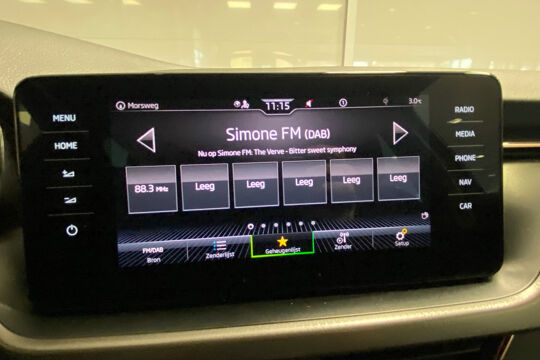 Morsweg 11:15 3.0°C
MENU
HOME
Simone FM (DAB)
Nu op Simone FM: The Verve - Bitter sweet symphony
88.3 MHz Leeg Leeg Leeg Leeg Leeg
FM/DAB
Bron
Zenderlijst
Geheugenlijst
Zender
Setup
RADIO
MEDIA
PHONE
NAV
CAR